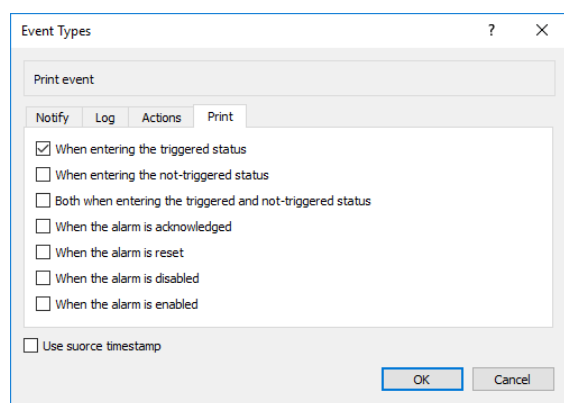 Event Types
Print event
Notify Log Actions Print
When entering the triggered status
When entering the not-triggered status
Both when entering the triggered and not-triggered status
When the alarm is acknowledged
When the alarm is reset
When the alarm is disabled
When the alarm is enabled
Use suorce timestamp
OK Cancel